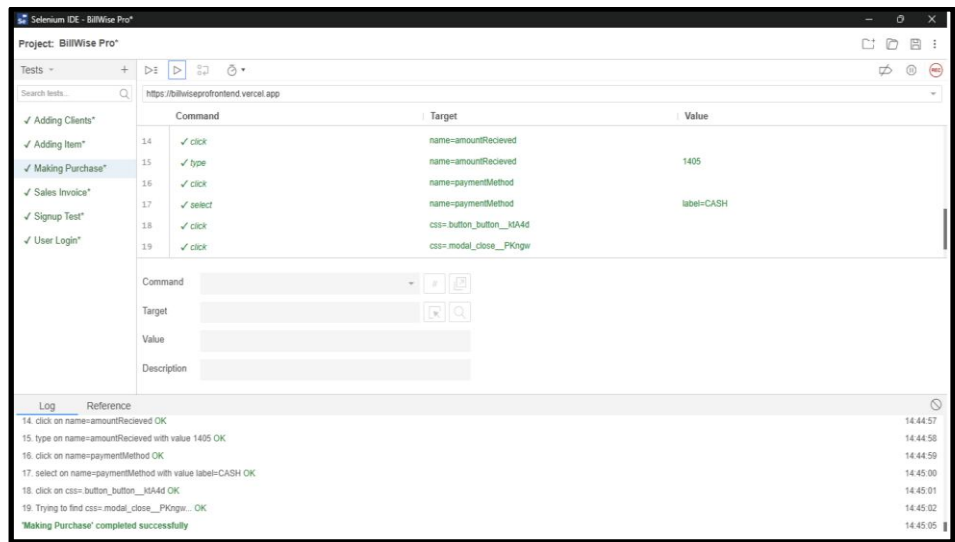 Selenium IDE - BillWise Pro*
Project: BillWise Pro*
Tests
Search tests...
https://billwiseprofrontend.vercel.app
REC
Command Target Value
✓ Adding Clients*
✓ Adding Item*
✓ Making Purchase*
✓ Sales Invoice*
✓ Signup Test*
✓ User Login*
14 ✓ click name=amountRecieved
15 ✓ type name=amountRecieved 1405
16 ✓ click name=paymentMethod
17 ✓ select name=paymentMethod label=CASH
18 ✓ click css=.button_button__ktA4d
19 ✓ click css=.modal_close__PKngw
Command
//
Target
Value
Description
Log Reference
14. click on name=amountRecieved OK 14:44:57
15. type on name=amountRecieved with value 1405 OK 14:44:58
16. click on name=paymentMethod OK 14:44:59
17. select on name=paymentMethod with value label=CASH OK 14:45:00
18. click on css=.button_button__ktA4d OK 14:45:01
19. Trying to find css=.modal_close__PKngw... OK 14:45:02
'Making Purchase' completed successfully 14:45:05